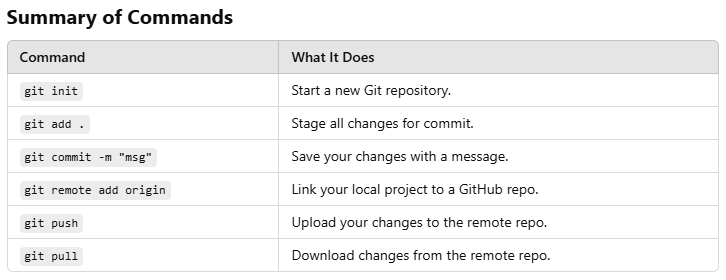 Summary of Commands
Command What It Does
git init Start a new Git repository.
git add . Stage all changes for commit.
git commit -m "msg" Save your changes with a message.
git remote add origin Link your local project to a GitHub repo.
git push Upload your changes to the remote repo.
git pull Download changes from the remote repo.